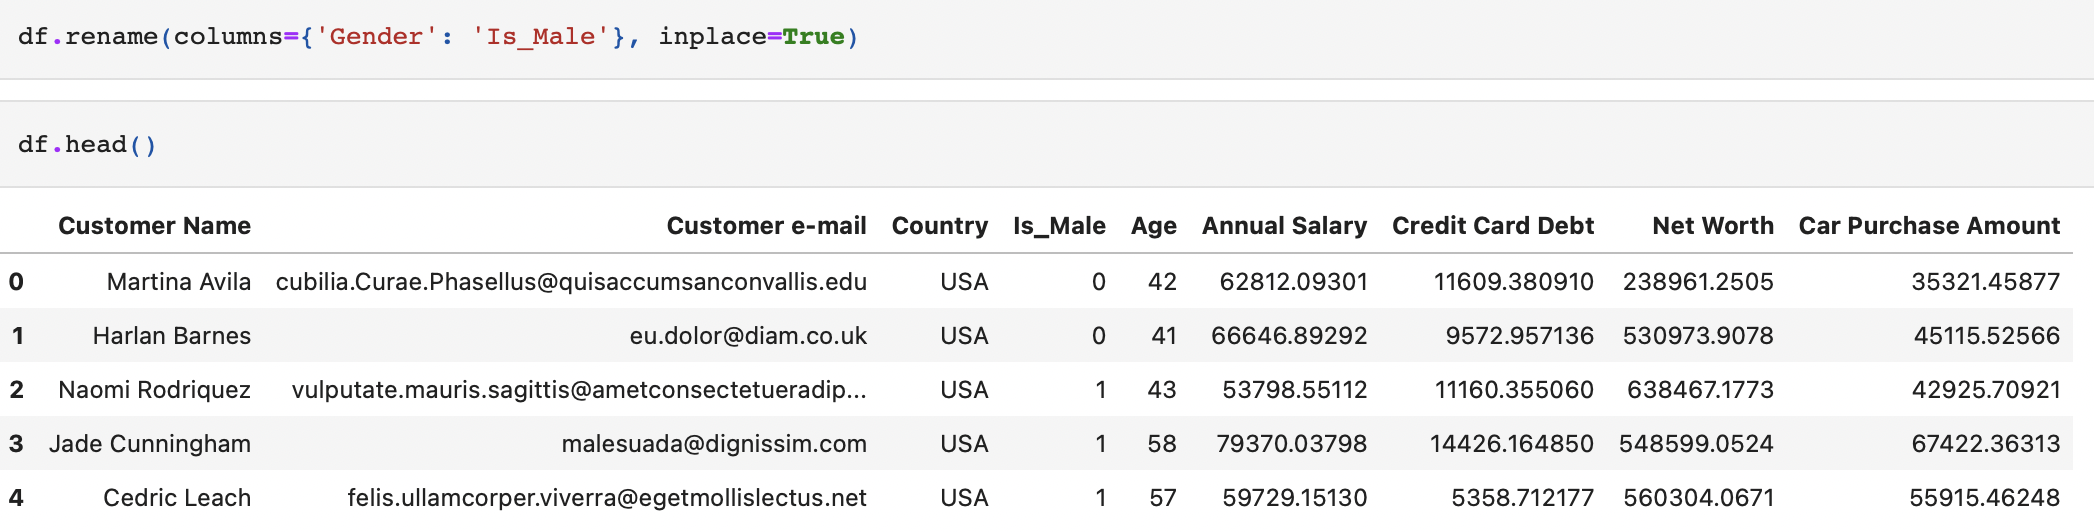 df.rename(columns={'Gender': 'Is_Male'}, inplace=True)
df.head()
Customer Name Customer e-mail Country Is_Male Age Annual Salary Credit Card Debt Net Worth Car Purchase Amount
0 Martina Avila cubilia.Curae.Phasellus@quisaccumsanconvallis.edu USA 0 42 62812.09301 11609.380910 238961.2505 35321.45877
1 Harlan Barnes eu.dolor@diam.co.uk USA 0 41 66646.89292 9572.957136 530973.9078 45115.52566
2 Naomi Rodriquez vulputate.mauris.sagittis@ametconsectetueradip... USA 1 43 53798.55112 11160.355060 638467.1773 42925.70921
3 Jade Cunningham malesuada@dignissim.com USA 1 58 79370.03798 14426.164850 548599.0524 67422.36313
4 Cedric Leach felis.ullamcorper.viverra@egetmollislectus.net USA 1 57 59729.15130 5358.712177 560304.0671 55915.46248